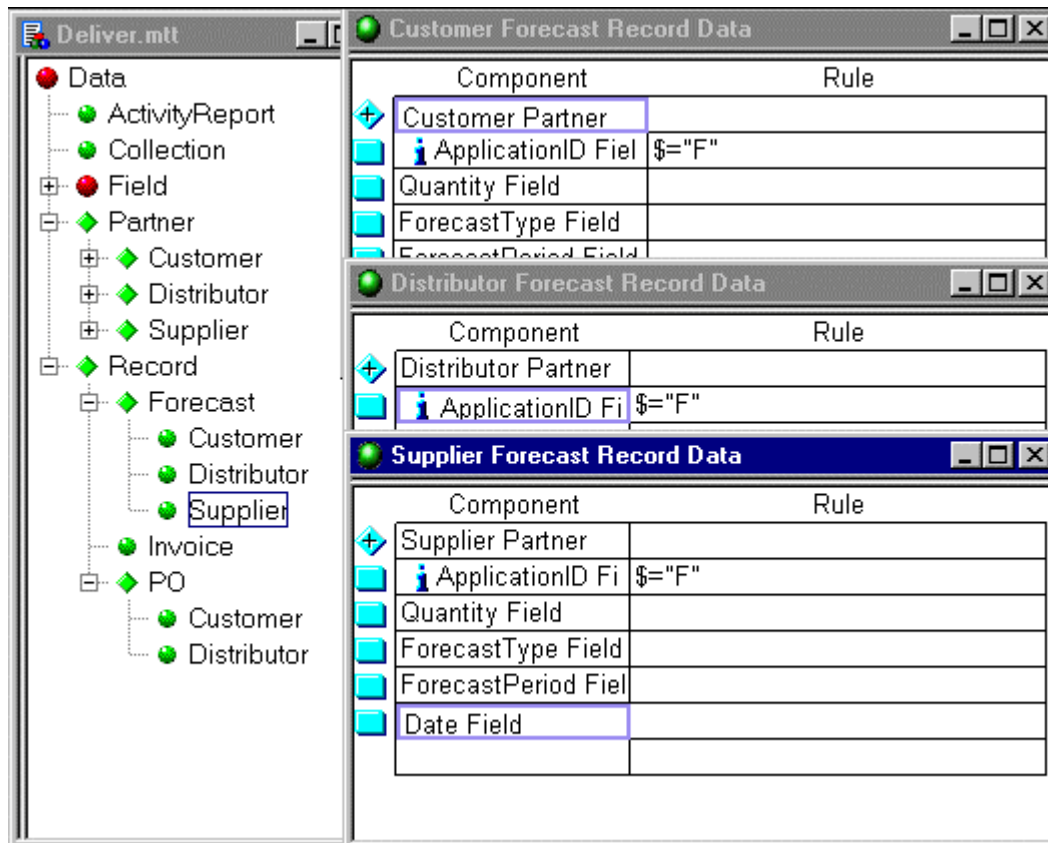 Deliver.mtt
Data
ActivityReport
Collection
Field
Partner
Customer
Distributor
Supplier
Record
Forecast
Customer
Distributor
Supplier
Invoice
PO
Customer
Distributor
Customer Forecast Record Data
Component Rule
Customer Partner
ApplicationID Fiel $="F"
Quantity Field
ForecastType Field
ForecastPeriod Field
Distributor Forecast Record Data
Component Rule
Distributor Partner
ApplicationID Fi $="F"
Supplier Forecast Record Data
Component Rule
Supplier Partner
ApplicationID Fi $="F"
Quantity Field
ForecastType Field
ForecastPeriod Fiel
Date Field